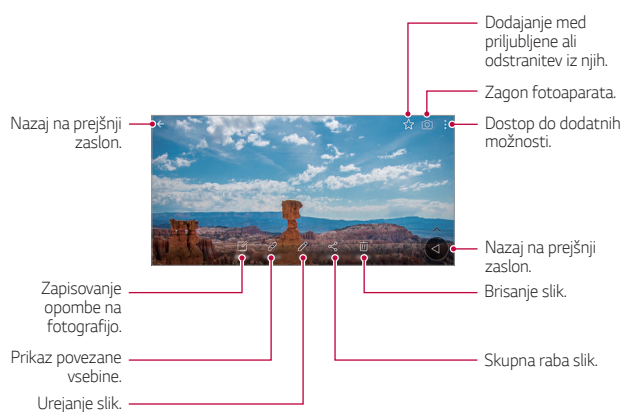 Dodajanje med
priljubljene ali
odstranitev iz njih.
Zagon fotoaparata.
Nazaj na prejšnji
zaslon.
Dostop do dodatnih
možnosti.
Nazaj na prejšnji
zaslon.
Zapisovanje
opombe na
fotografijo.
Brisanje slik.
Prikaz povezane
vsebine.
Skupna raba slik.
Urejanje slik.